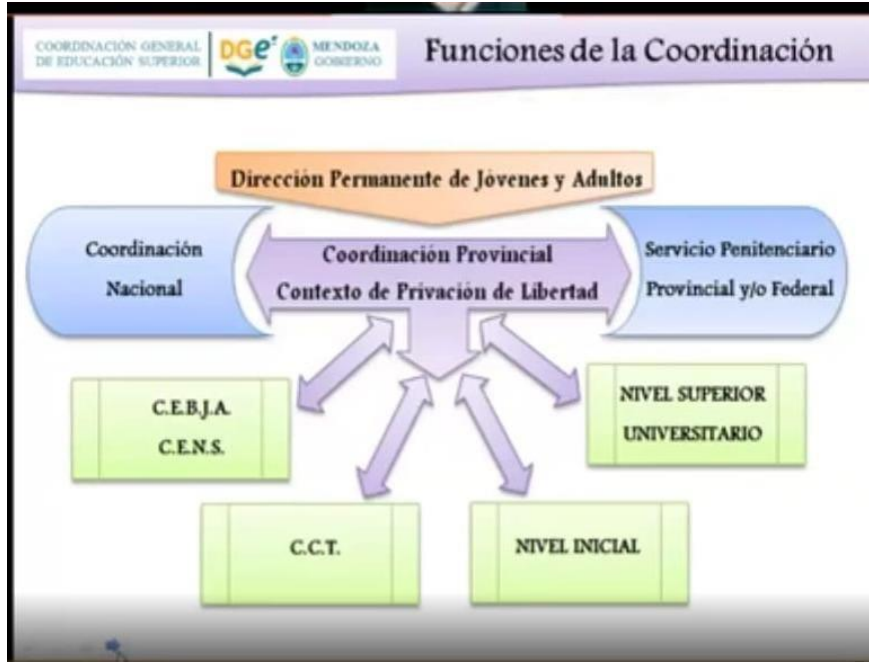 COORDINACIÓN GENERAL
DE EDUCACIÓN SUPERIOR
DGe
MENDOZA
GOBIERNO
Funciones de la Coordinación
Dirección Permanente de Jóvenes y Adultos
Coordinación
Nacional
Coordinación Provincial
Contexto de Privación de Libertad
Servicio Penitenciario
Provincial y/o Federal
C.E.B.J.A.
C.E.N.S.
NIVEL SUPERIOR
UNIVERSITARIO
C.C.T.
NIVEL INICIAL